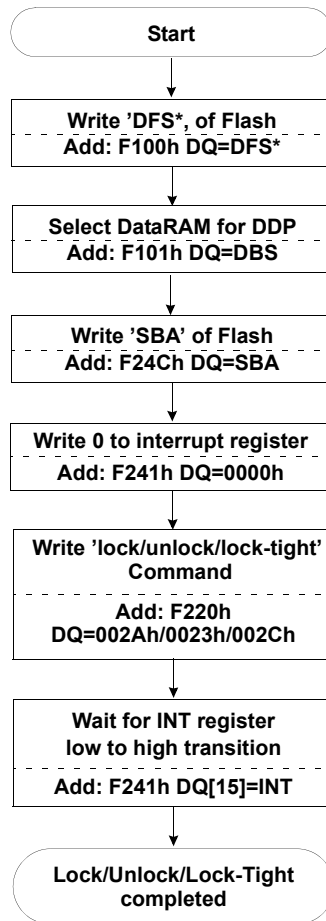 Start
Write ’DFS*, of Flash
Add: F100h DQ=DFS*
Select DataRAM for DDP
Add: F101h DQ=DBS
Write ’SBA’ of Flash
Add: F24Ch DQ=SBA
Write 0 to interrupt register
Add: F241h DQ=0000h
Write ’lock/unlock/lock-tight’
Command
Add: F220h
DQ=002Ah/0023h/002Ch
Wait for INT register
low to high transition
Add: F241h DQ[15]=INT
Lock/Unlock/Lock-Tight
completed